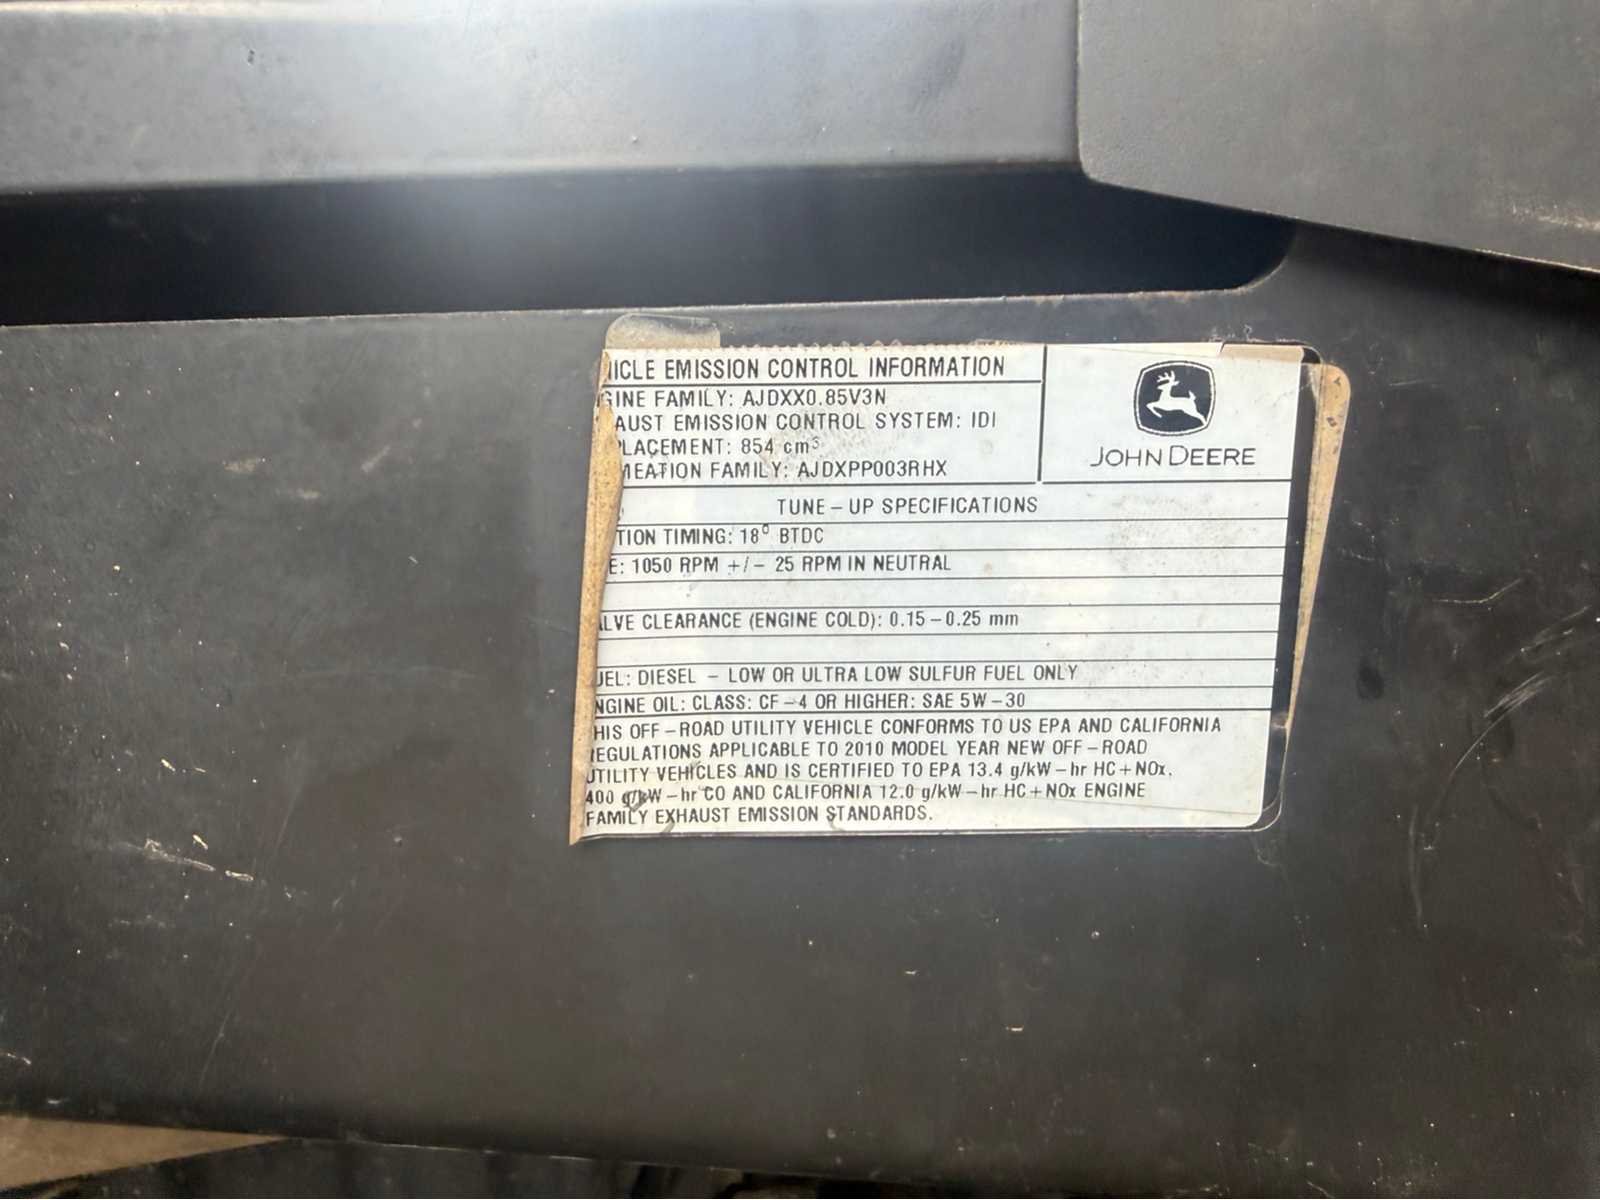 HICLE EMISSION CONTROL INFORMATION
GINE FAMILY: AJDXX0.85V3N
AUST EMISSION CONTROL SYSTEM: IDI
PLACEMENT: 854 cm³
MEATION FAMILY: AJDXPP003RHX
JOHN DEERE
TUNE-UP SPECIFICATIONS
TION TIMING: 18° BTDC
E: 1050 RPM +/- 25 RPM IN NEUTRAL
LVE CLEARANCE (ENGINE COLD): 0.15-0.25 mm
UEL: DIESEL - LOW OR ULTRA LOW SULFUR FUEL ONLY
NGINE OIL: CLASS: CF-4 OR HIGHER: SAE 5W-30
HIS OFF-ROAD UTILITY VEHICLE CONFORMS TO US EPA AND CALIFORNIA
REGULATIONS APPLICABLE TO 2010 MODEL YEAR NEW OFF-ROAD
UTILITY VEHICLES AND IS CERTIFIED TO EPA 13.4 g/kW-hr HC+NOx,
400 g/kW-hr CO AND CALIFORNIA 12.0 g/kW-hr HC+NOx ENGINE
FAMILY EXHAUST EMISSION STANDARDS.